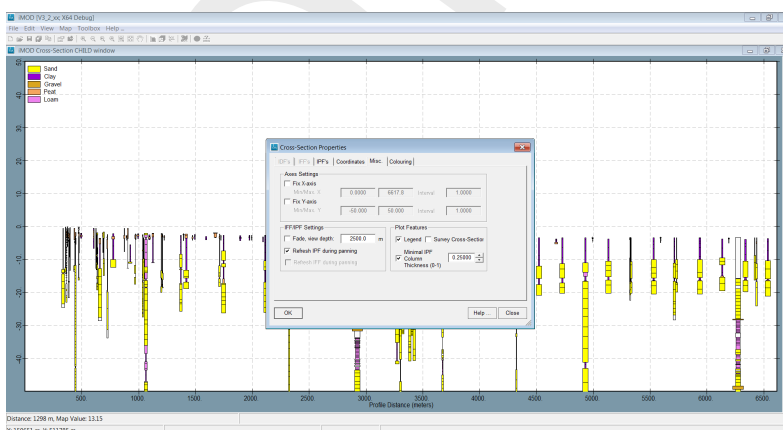 iMOD [V3_2_xx; X64 Debug]
File Edit View Map Toolbox Help ..
iMOD Cross-Section CHILD window
50
40
30
20
10
0
-10
-20
-30
-40
Sand
Clay
Gravel
Peat
Loam
Cross-Section Properties
IDF's IFF's IPF's Coordinates Misc. Colouring
Axes Settings
Fix X-axis
Min/Max. X 0.0000 6617.8 Interval 1.0000
Fix Y-axis
Min/Max. Y -50.000 50.000 Interval 1.0000
IFF/IPF Settings
Fade, view depth: 2500.0 m
Refresh IPF during panning
Refresh IFF during panning
Plot Features
Legend Survey Cross-Section
Minimal IPF
Column 0.25000
Thickness (0-1)
OK Help ... Close
500. 1000. 1500. 2000. 2500. 3000. 3500. 4000. 4500. 5000. 5500. 6000. 6500.
Profile Distance (meters)
Distance: 1298 m, Map Value: 13.15